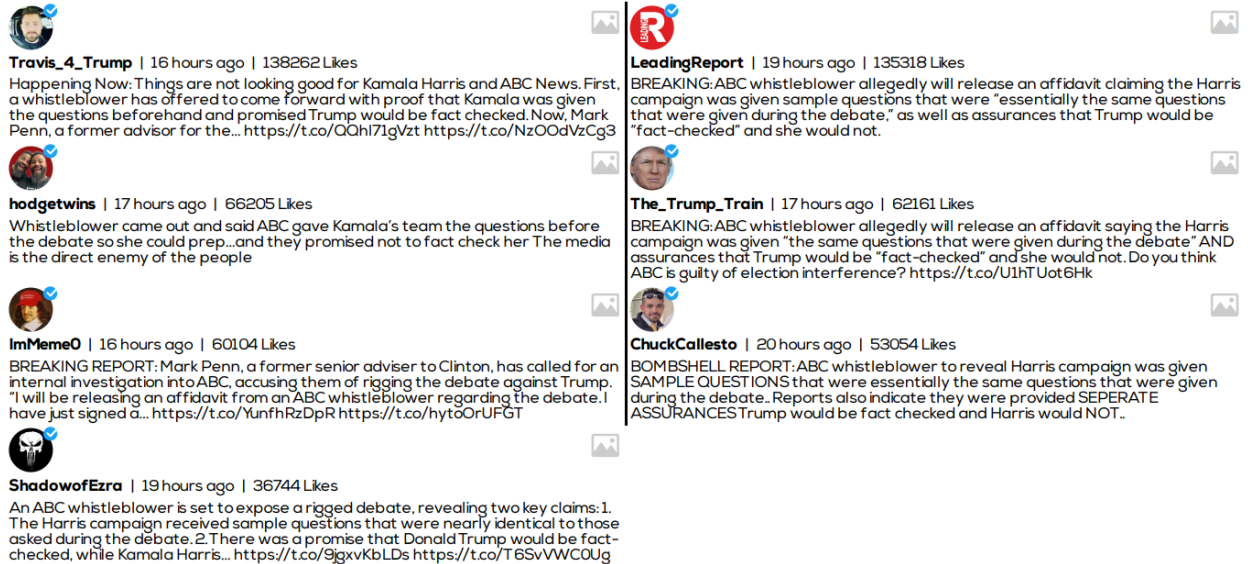 Travis_4_Trump | 16 hours ago | 138262 Likes
Happening Now: Things are not looking good for Kamala Harris and ABC News. First,
a whistleblower has offered to come forward with proof that Kamala was given
the questions beforehand and promised Trump would be fact checked. Now, Mark
Penn, a former advisor for the... https://t.co/QQhI71gVzt https://t.co/NzOOdVzCg3
hodgetwins | 17 hours ago | 66205 Likes
Whistleblower came out and said ABC gave Kamala's team the questions before
the debate so she could prep...and they promised not to fact check her The media
is the direct enemy of the people
ImMeme0 | 16 hours ago | 60104 Likes
BREAKING REPORT: Mark Penn, a former senior adviser to Clinton, has called for an
internal investigation into ABC, accusing them of rigging the debate against Trump.
"I will be releasing an affidavit from an ABC whistleblower regarding the debate. I
have just signed a... https://t.co/YunfhRzDpR https://t.co/hytoOrUFGT
ShadowofEzra | 19 hours ago | 36744 Likes
An ABC whistleblower is set to expose a rigged debate, revealing two key claims: 1.
The Harris campaign received sample questions that were nearly identical to those
asked during the debate. 2. There was a promise that Donald Trump would be fact-
checked, while Kamala Harris... https://t.co/9jgxvKbLDs https://t.co/T6SvVWC0Ug
LEADING R
LeadingReport | 19 hours ago | 135318 Likes
BREAKING: ABC whistleblower allegedly will release an affidavit claiming the Harris
campaign was given sample questions that were "essentially the same questions
that were given during the debate," as well as assurances that Trump would be
"fact-checked" and she would not.
The_Trump_Train | 17 hours ago | 62161 Likes
BREAKING: ABC whistleblower allegedly will release an affidavit saying the Harris
campaign was given "the same questions that were given during the debate" AND
assurances that Trump would be "fact-checked" and she would not. Do you think
ABC is guilty of election interference? https://t.co/U1hTUot6Hk
ChuckCallesto | 20 hours ago | 53054 Likes
BOMBSHELL REPORT: ABC whistleblower to reveal Harris campaign was given
SAMPLE QUESTIONS that were essentially the same questions that were given
during the debate.. Reports also indicate they were provided SEPERATE
ASSURANCES Trump would be fact checked and Harris would NOT..